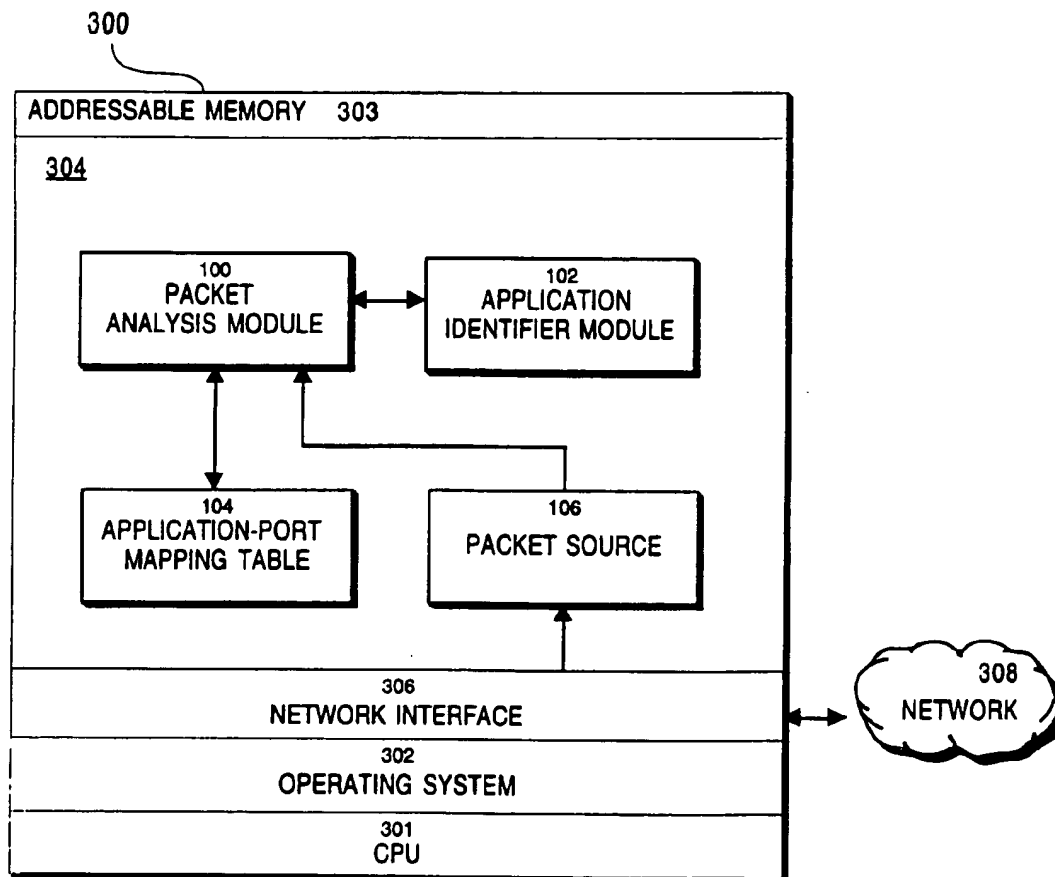 300
ADDRESSABLE MEMORY 303
304
100
PACKET
ANALYSIS MODULE
102
APPLICATION
IDENTIFIER MODULE
104
APPLICATION-PORT
MAPPING TABLE
106
PACKET SOURCE
306
NETWORK INTERFACE
308
NETWORK
302
OPERATING SYSTEM
301
CPU